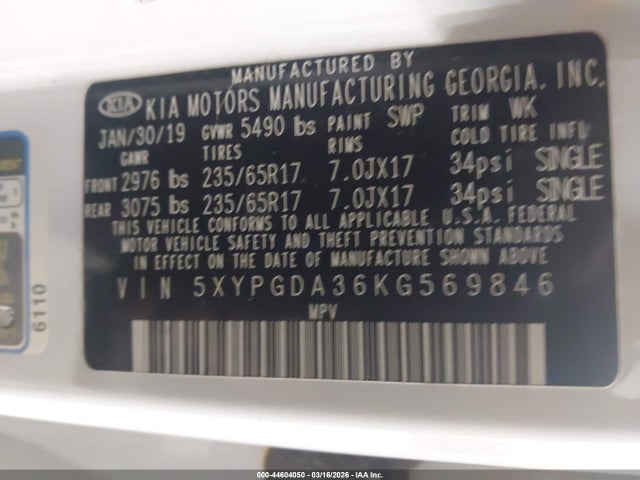 MANUFACTURED BY
KIA KIA MOTORS MANUFACTURING GEORGIA, INC.
JAN/30/19 GVWR 5490 lbs PAINT SWP TRIM WK
GAWR TIRES RIMS COLD TIRE INFL
FRONT 2976 lbs 235/65R17 7.0JX17 34psi SINGLE
REAR 3075 lbs 235/65R17 7.0JX17 34psi SINGLE
THIS VEHICLE CONFORMS TO ALL APPLICABLE U.S.A. FEDERAL
MOTOR VEHICLE SAFETY AND THEFT PREVENTION STANDARDS
IN EFFECT ON THE DATE OF MANUFACTURE SHOWN ABOVE
VIN 5XYPGDA36KG569846
MPV
6110
000-44604050 - 03/16/2026 - IAA Inc.